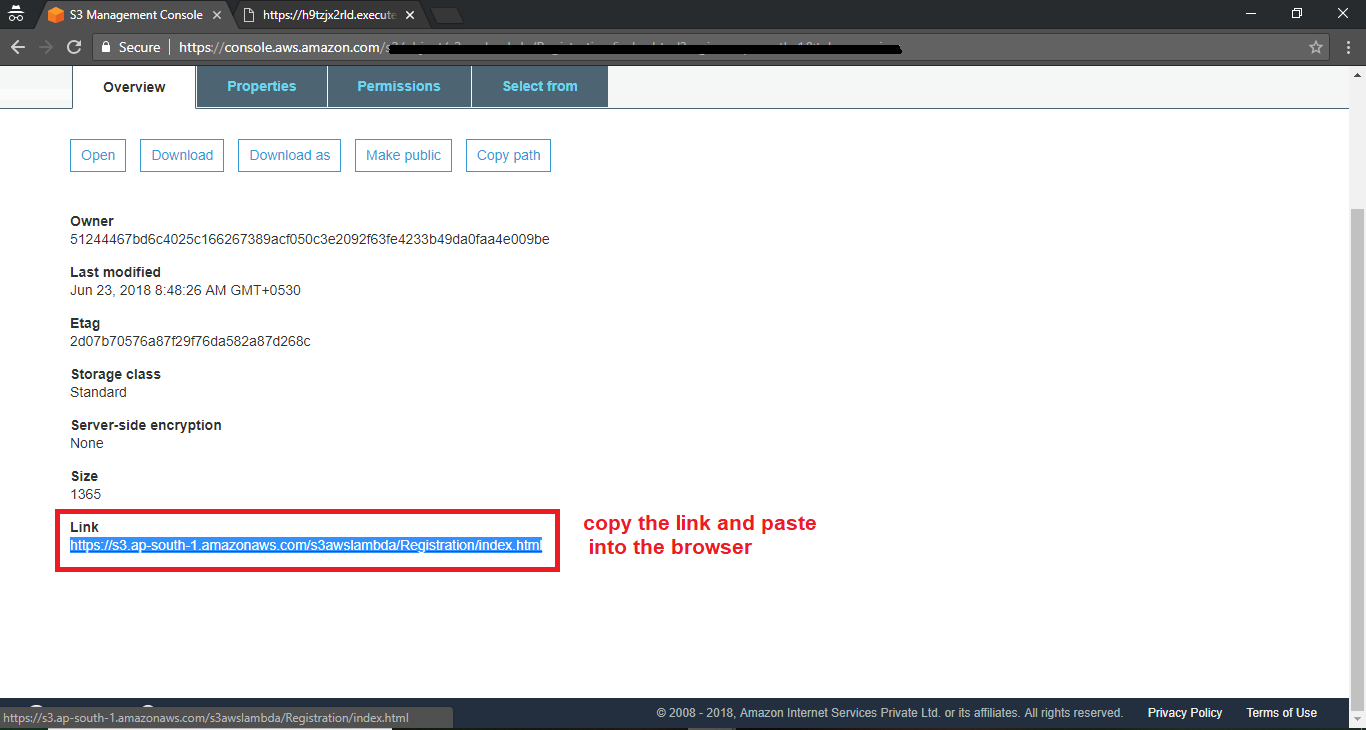 S3 Management Console
https://h9tzjx2rld.execute
Secure
https://console.aws.amazon.com/s
Overview
Properties
Permissions
Select from
Open
Download
Download as
Make public
Copy path
Owner
51244467bd6c4025c166267389acf050c3e2092f63fe4233b49da0faa4e009be
Last modified
Jun 23, 2018 8:48:26 AM GMT+0530
Etag
2d07b70576a87f29f76da582a87d268c
Storage class
Standard
Server-side encryption
None
Size
1365
Link
https://s3.ap-south-1.amazonaws.com/s3awslambda/Registration/index.html
copy the link and paste
into the browser
https://s3.ap-south-1.amazonaws.com/s3awslambda/Registration/index.html
© 2008 - 2018, Amazon Internet Services Private Ltd. or its affiliates. All rights reserved.
Privacy Policy
Terms of Use